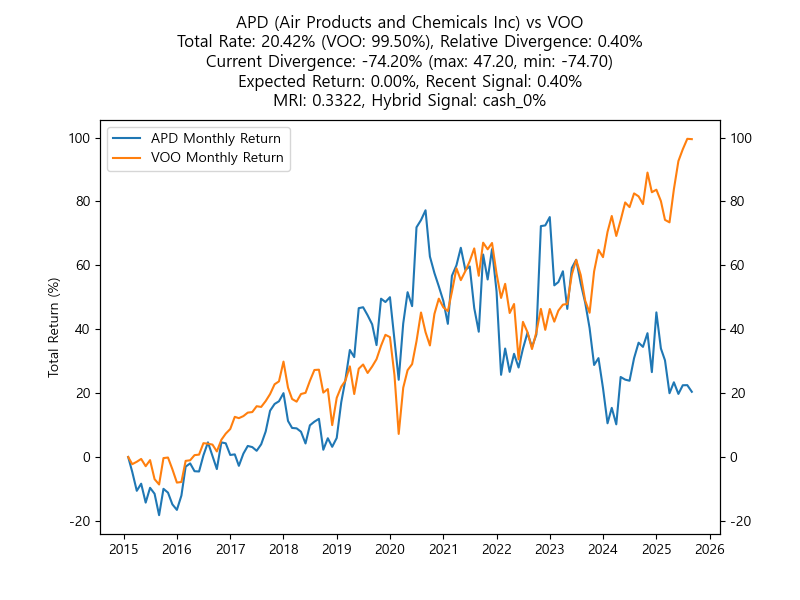 APD (Air Products and Chemicals Inc) vs VOO
Total Rate: 20.42% (VOO: 99.50%), Relative Divergence: 0.40%
Current Divergence: -74.20% (max: 47.20, min: -74.70)
Expected Return: 0.00%, Recent Signal: 0.40%
MRI: 0.3322, Hybrid Signal: cash_0%
APD Monthly Return
VOO Monthly Return
Total Return (%)
100
80
60
40
20
0
-20
100
80
60
40
20
0
-20
2015 2016 2017 2018 2019 2020 2021 2022 2023 2024 2025 2026